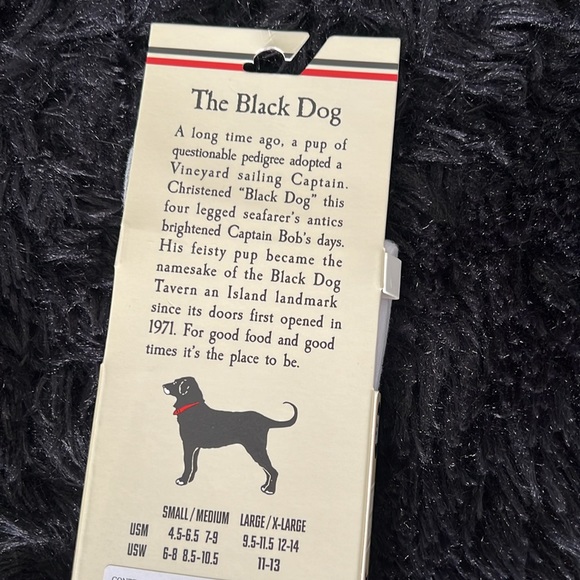 The Black Dog
A long time ago, a pup of
questionable pedigree adopted a
Vineyard sailing Captain.
Christened "Black Dog" this
four legged seafarer's antics
brightened Captain Bob's days.
His feisty pup became the
namesake of the Black Dog
Tavern an Island landmark
since its doors first opened in
1971. For good food and good
times it's the place to be.
SMALL / MEDIUM LARGE / X-LARGE
USM 4.5-6.5 7-9 9.5-11.5 12-14
USW 6-8 8.5-10.5 11-13